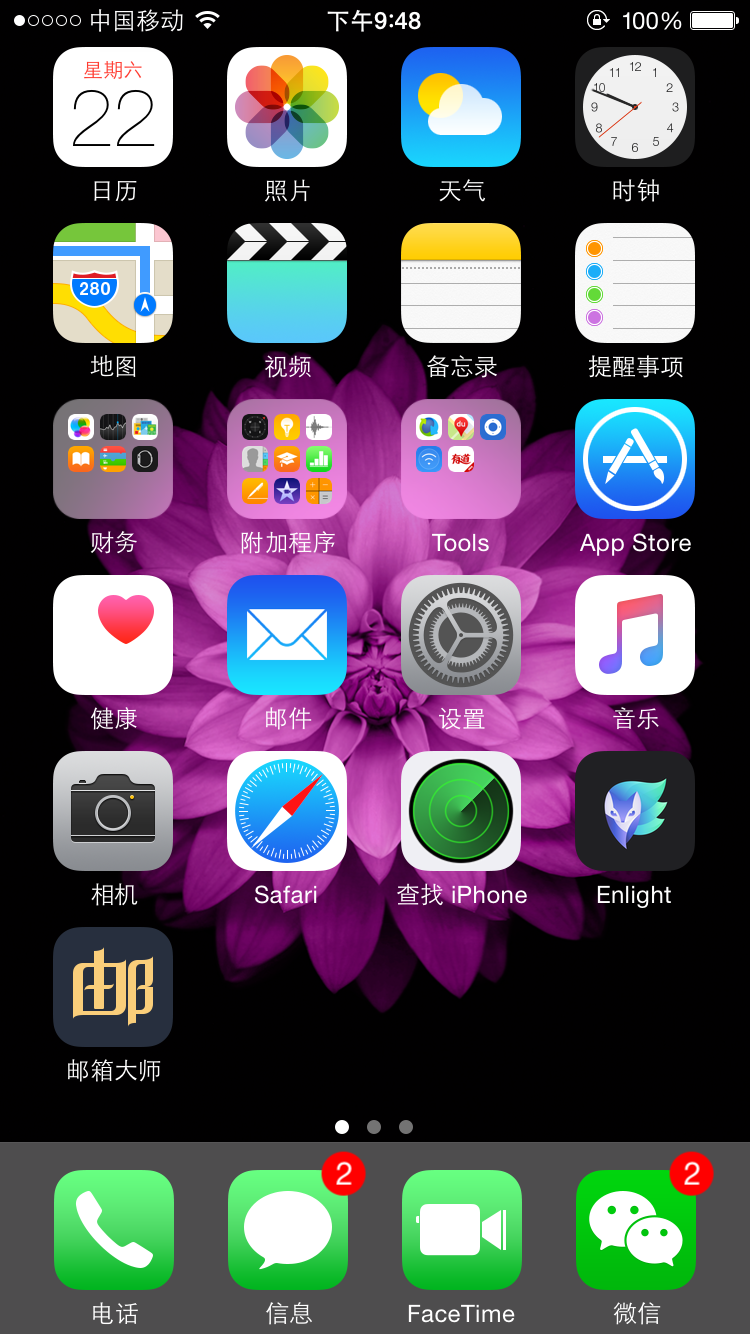 中国移动 下午9:48 100%
星期六
22
12
11 1
10 2
9 3
8 4
7 5
6
日历 照片 天气 时钟
280
地图 视频 备忘录 提醒事项
du
有道
财务 附加程序 Tools App Store
健康 邮件 设置 音乐
相机 Safari 查找 iPhone Enlight
邮
邮箱大师
2 2
电话 信息 FaceTime 微信